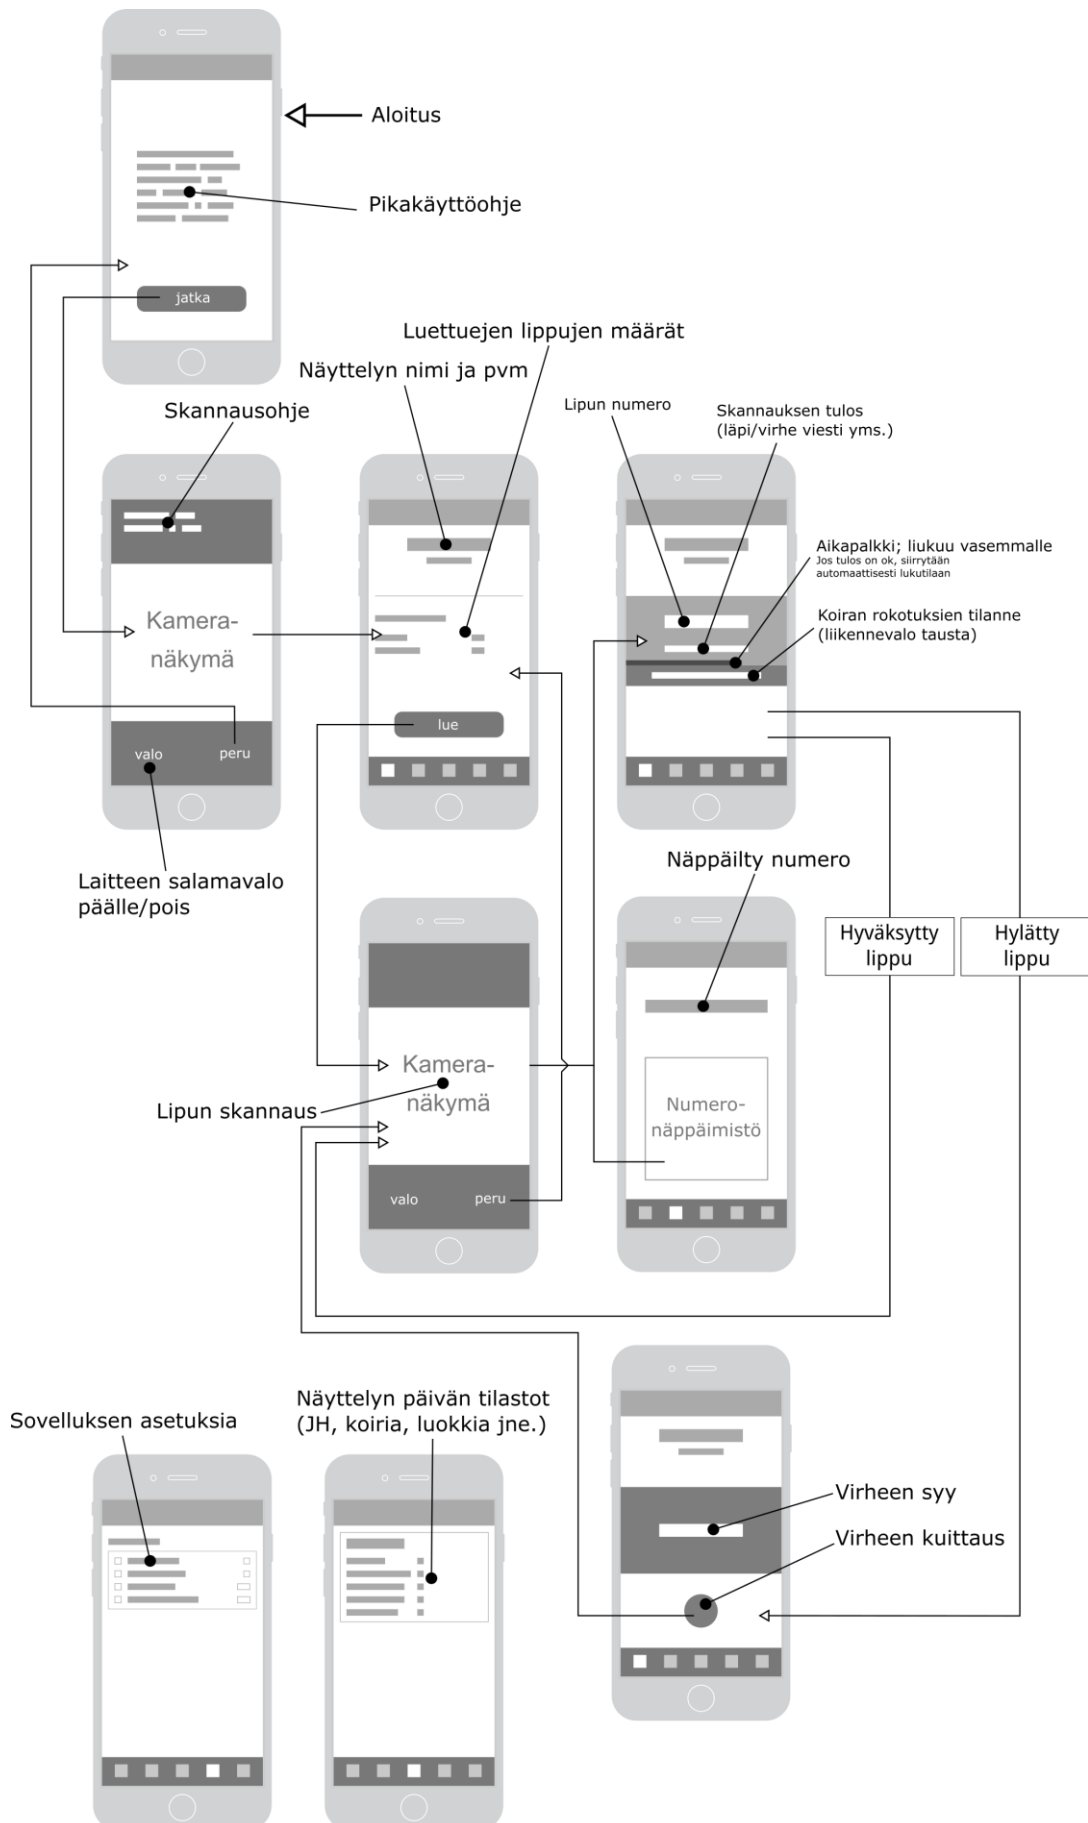 Aloitus
Pikakäyttöohje
jatka
Luettuejen lippujen määrät
Näyttelyn nimi ja pvm
Skannausohje
Lipun numero
Skannauksen tulos
(läpi/virhe viesti yms.)
Aikapalkki; liukuu vasemmalle
Jos tulos on ok, siirrytään
automaattisesti lukutilaan
Koiran rokotuksien tilanne
(liikennevalo tausta)
Kamera-
näkymä
valo
peru
lue
Laitteen salamavalo
päälle/pois
Näppäilty numero
Hyväksytty
lippu
Hylätty
lippu
Kamera-
näkymä
Lipun skannaus
Numero-
näppäimistö
valo
peru
Sovelluksen asetuksia
Näyttelyn päivän tilastot
(JH, koiria, luokkia jne.)
Virheen syy
Virheen kuittaus